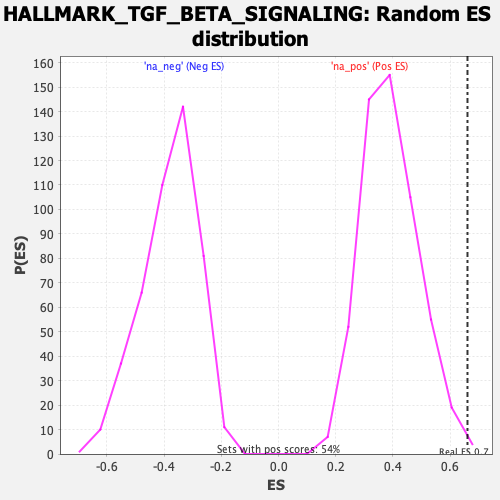 HALLMARK_TGF_BETA_SIGNALING: Random ES
distribution
'na_neg' (Neg ES)
'na_pos' (Pos ES)
160
150
140
130
120
110
100
90
80
70
60
50
40
30
20
10
0
P(ES)
Sets with pos scores: 54%
Real ES 0.7
-0.6 -0.4 -0.2 0.0 0.2 0.4 0.6
ES